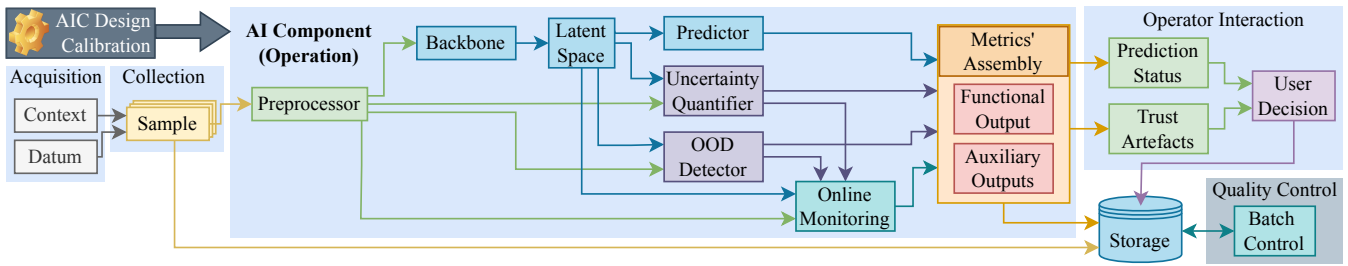 AIC Design
Calibration
Acquisition
Context
Datum
Collection
Sample
AI Component
(Operation)
Preprocessor
Backbone
Latent
Space
Predictor
Uncertainty
Quantifier
OOD
Detector
Online
Monitoring
Metrics'
Assembly
Functional
Output
Auxiliary
Outputs
Operator Interaction
Prediction
Status
Trust
Artefacts
User
Decision
Storage
Quality Control
Batch
Control